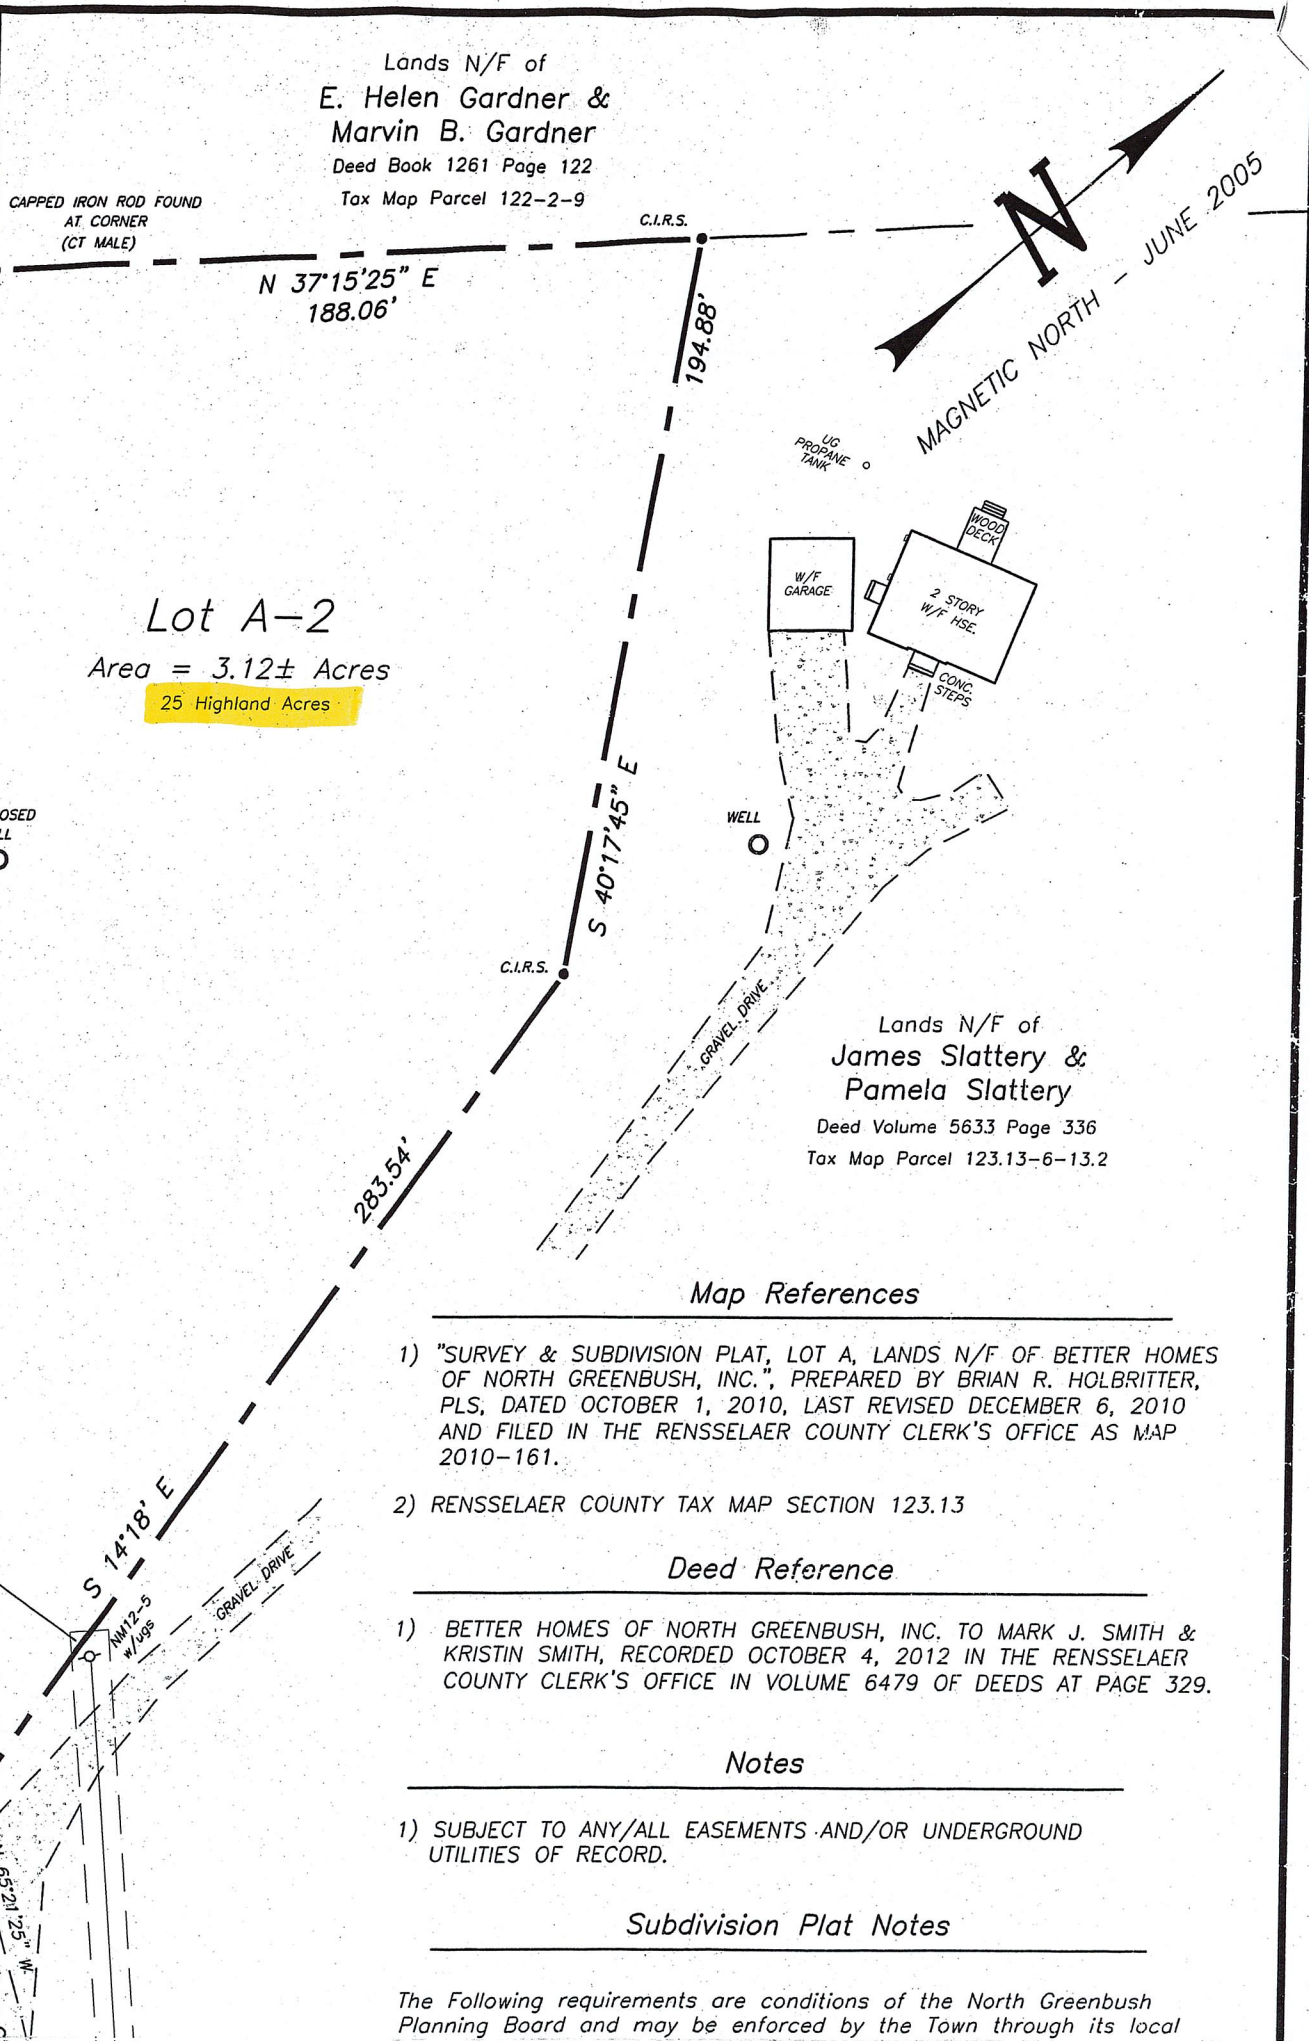 Lands N/F of
E. Helen Gardner &
Marvin B. Gardner
Deed Book 1261 Page 122
Tax Map Parcel 122-2-9
CAPPED IRON ROD FOUND
AT CORNER
(CT MALE)
C.I.R.S.
N 37°15'25" E
188.06'
N
MAGNETIC NORTH - JUNE 2005
194.88'
UG
PROPANE
TANK
WOOD
DECK
W/F
GARAGE
2 STORY
W/F HSE.
CONC.
STEPS
Lot A-2
Area = 3.12± Acres
25 Highland Acres
S 40°17'45" E
OSED
LL
WELL
C.I.R.S.
GRAVEL DRIVE
Lands N/F of
James Slattery &
Pamela Slattery
Deed Volume 5633 Page 336
Tax Map Parcel 123.13-6-13.2
283.54'
S 14°18' E
Map References
1) "SURVEY & SUBDIVISION PLAT, LOT A, LANDS N/F OF BETTER HOMES
OF NORTH GREENBUSH, INC.", PREPARED BY BRIAN R. HOLBRITTER,
PLS, DATED OCTOBER 1, 2010, LAST REVISED DECEMBER 6, 2010
AND FILED IN THE RENSSELAER COUNTY CLERK'S OFFICE AS MAP
2010-161.
2) RENSSELAER COUNTY TAX MAP SECTION 123.13
GRAVEL DRIVE
NM12-5
w/ugs
Deed Reference
1) BETTER HOMES OF NORTH GREENBUSH, INC. TO MARK J. SMITH &
KRISTIN SMITH, RECORDED OCTOBER 4, 2012 IN THE RENSSELAER
COUNTY CLERK'S OFFICE IN VOLUME 6479 OF DEEDS AT PAGE 329.
Notes
1) SUBJECT TO ANY/ALL EASEMENTS AND/OR UNDERGROUND
UTILITIES OF RECORD.
65°21'25" W
Subdivision Plat Notes
The Following requirements are conditions of the North Greenbush
Planning Board and may be enforced by the Town through its local